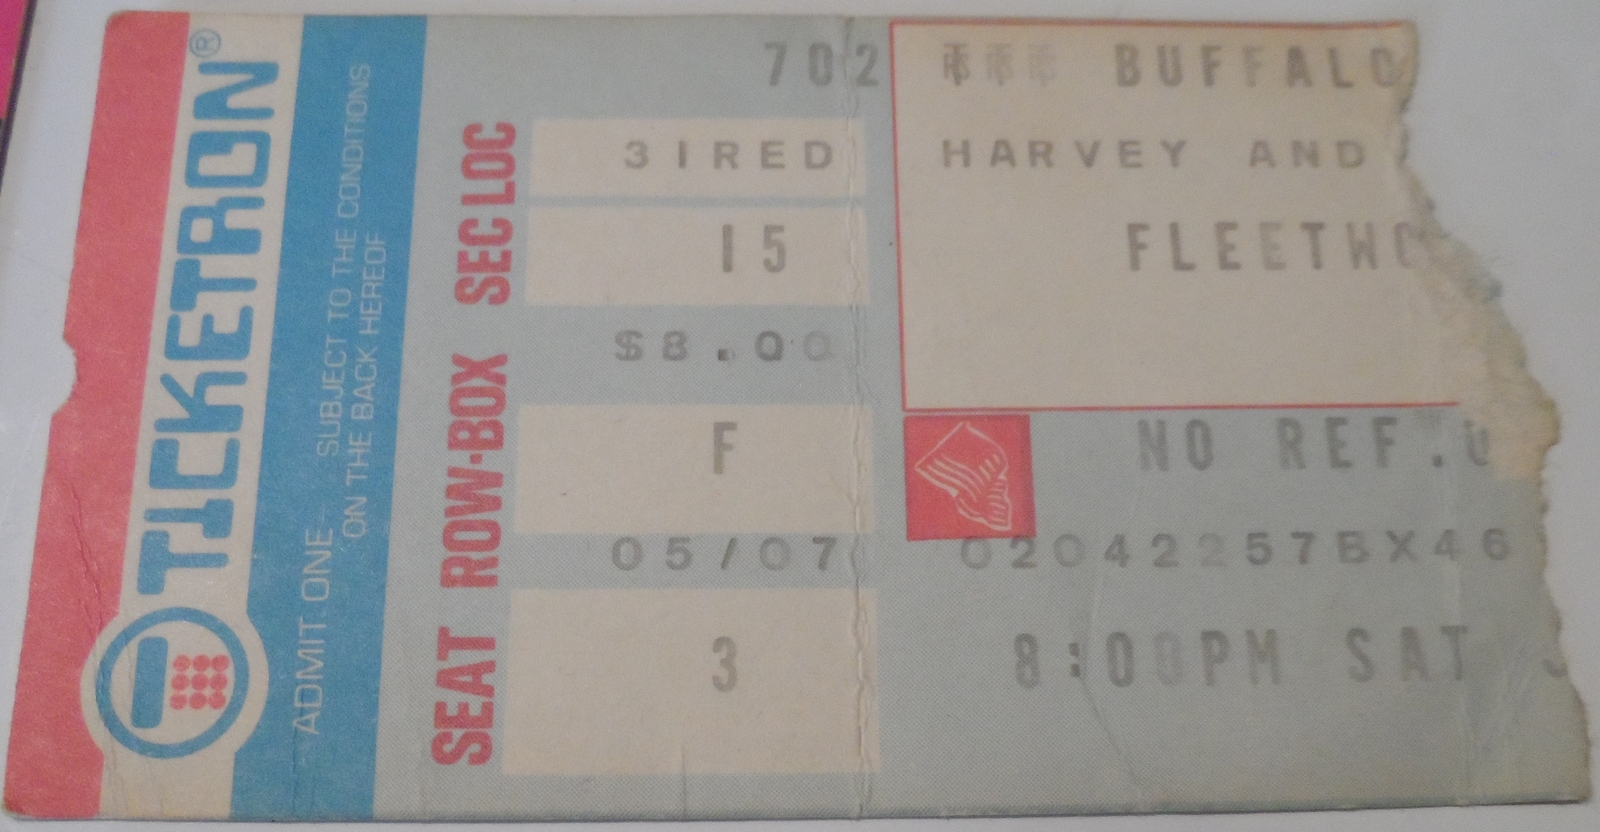 TICKETRON®
ADMIT ONE - SUBJECT TO THE CONDITIONS
ON THE BACK HEREOF
SEC LOC
ROW-BOX
SEAT
702
31RED
15
$8.00
F
05/07
3
BUFFALO
HARVEY AND
FLEETWO
NO REF.U
02042257BX46
8:00PM SAT